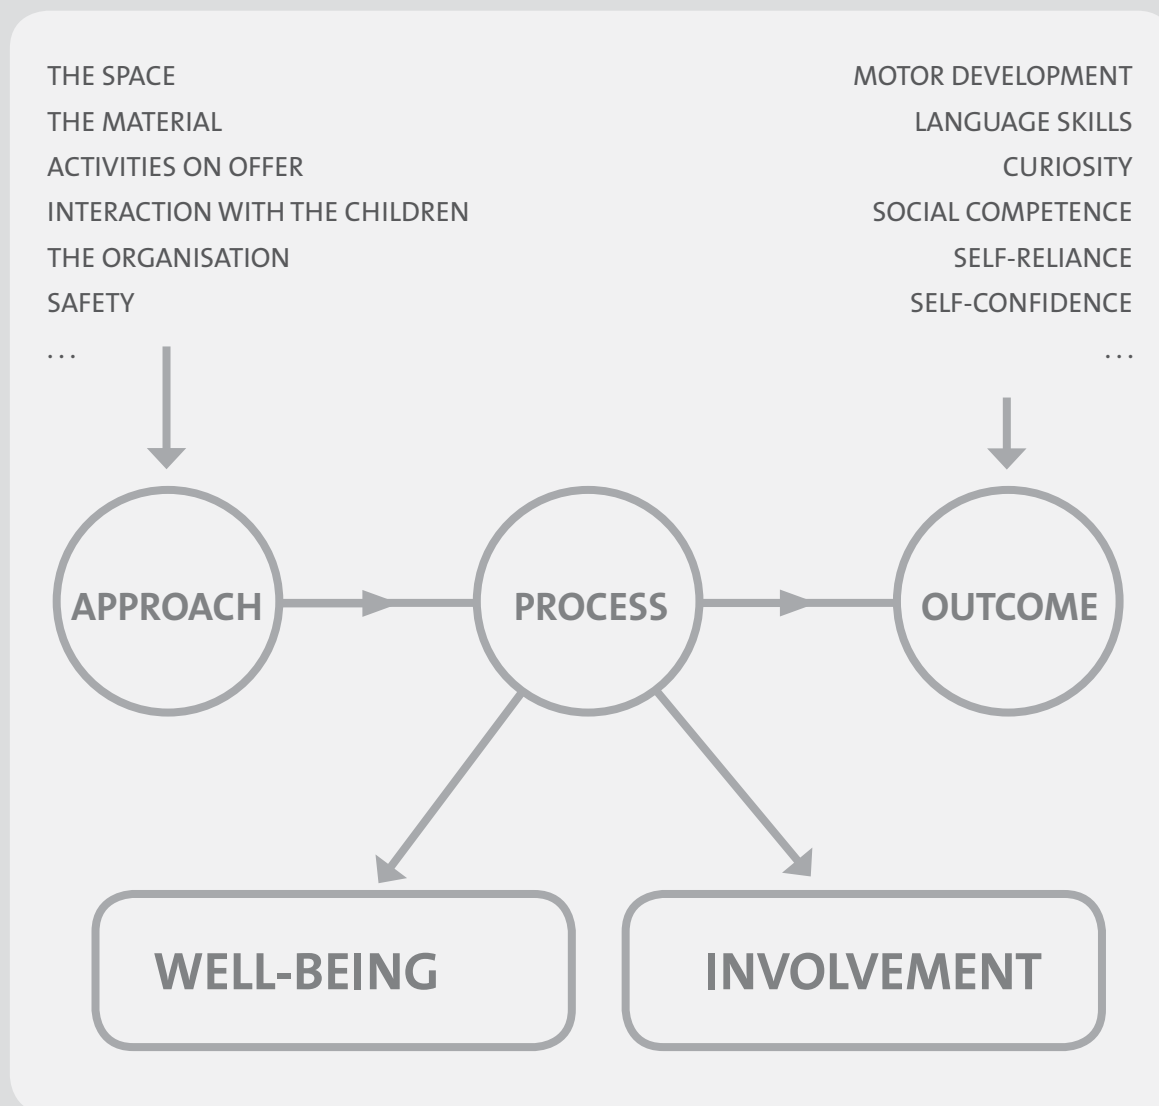 THE SPACE
THE MATERIAL
ACTIVITIES ON OFFER
INTERACTION WITH THE CHILDREN
THE ORGANISATION
SAFETY
...
MOTOR DEVELOPMENT
LANGUAGE SKILLS
CURIOSITY
SOCIAL COMPETENCE
SELF-RELIANCE
SELF-CONFIDENCE
...
APPROACH
PROCESS
OUTCOME
WELL-BEING
INVOLVEMENT